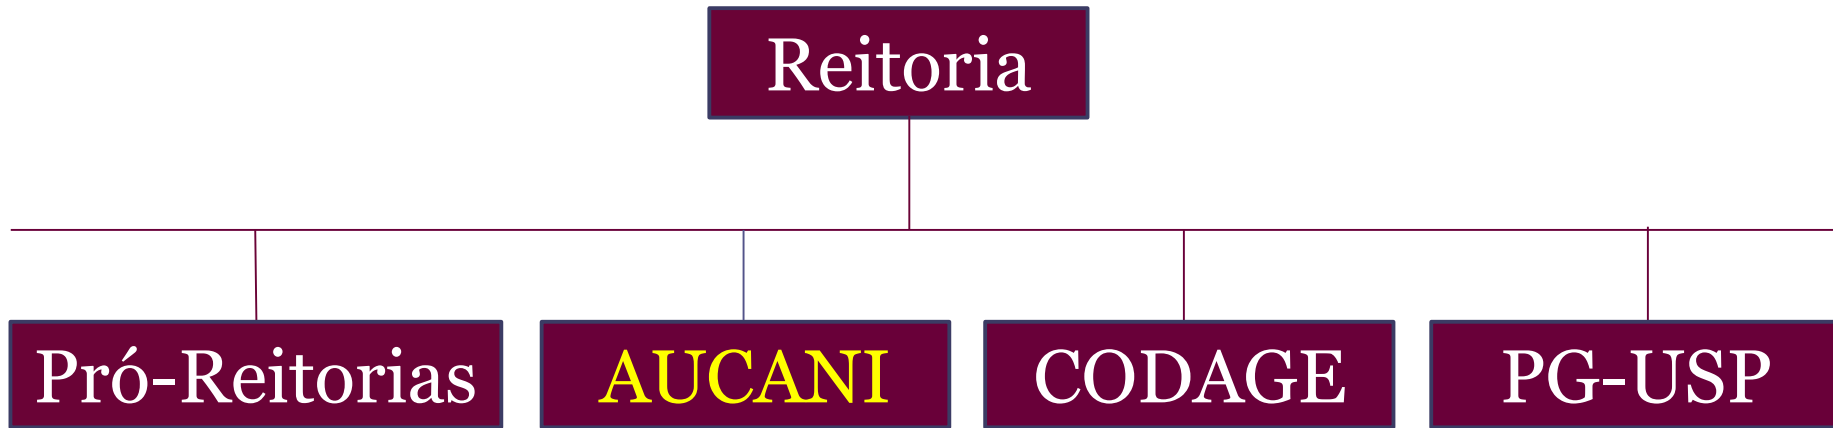 Reitoria
Pró-Reitorias
AUCANI
CODAGE
PG-USP